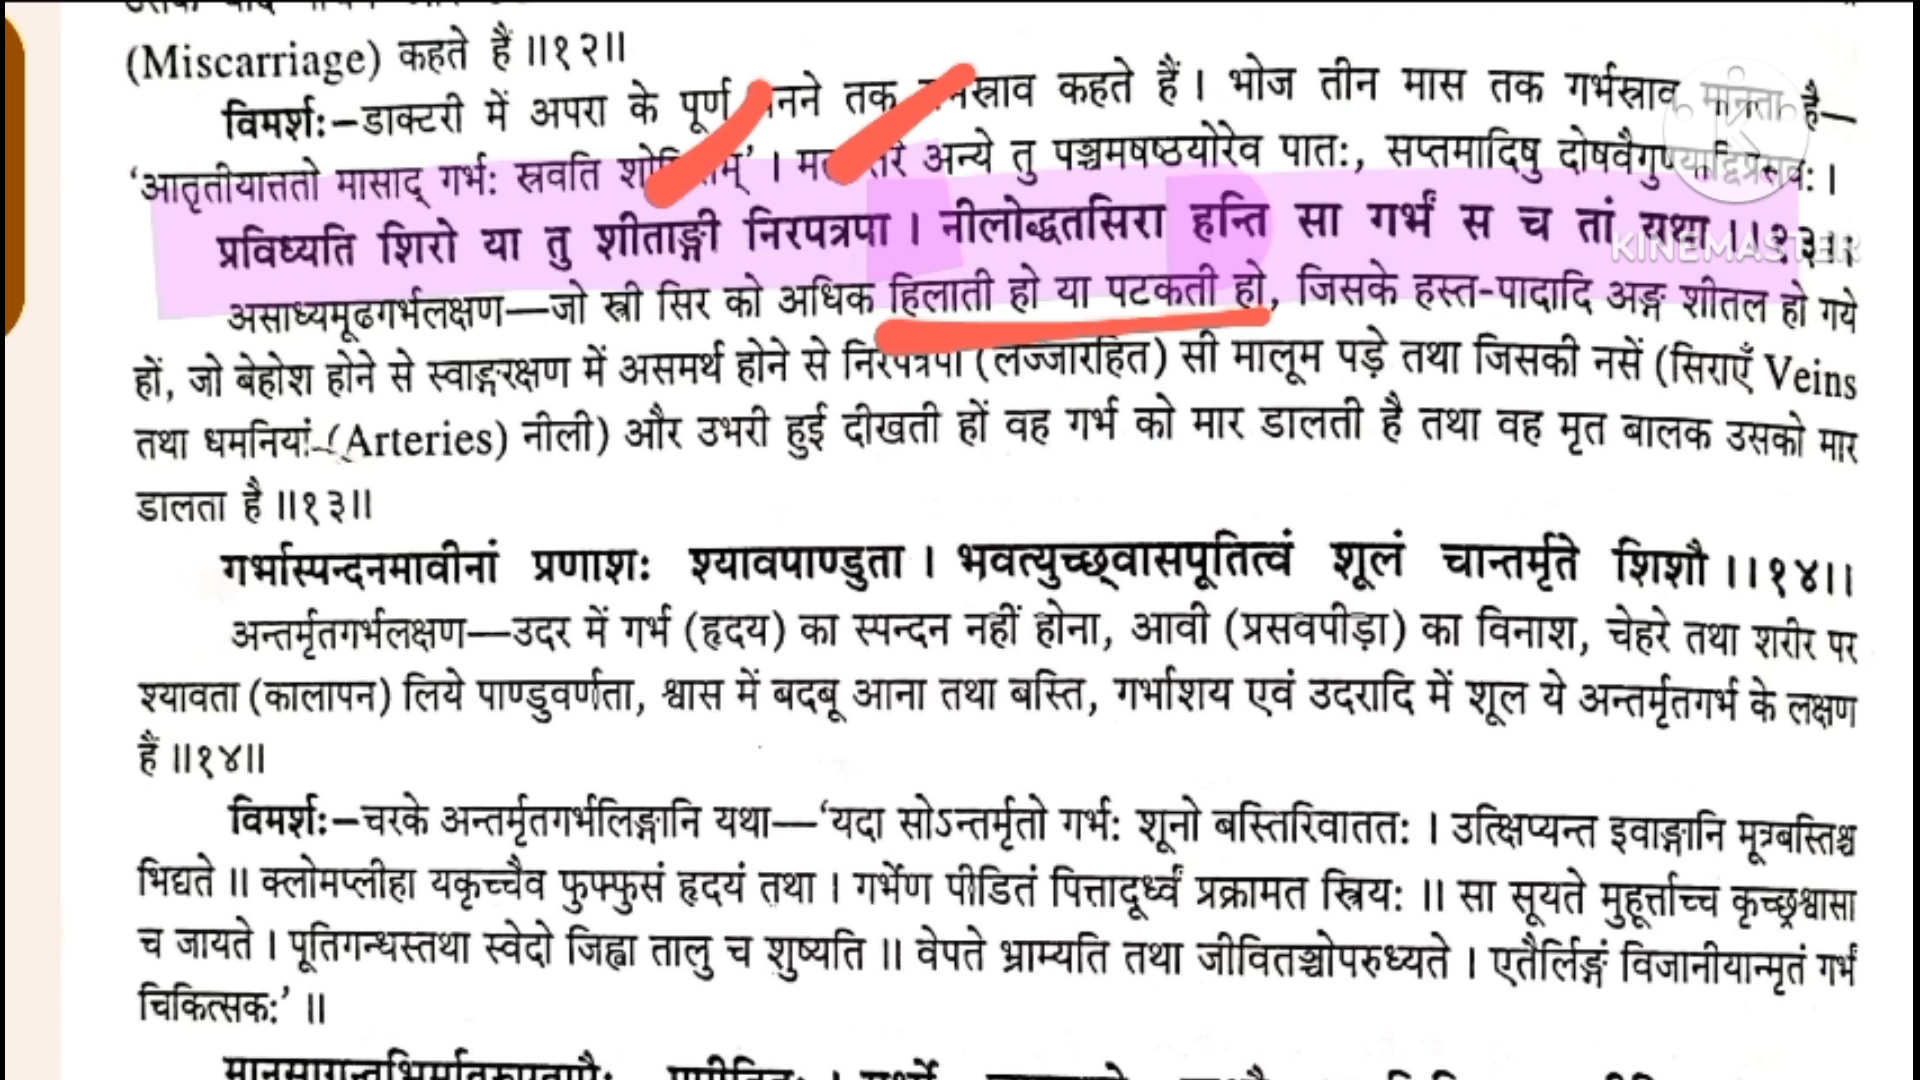 (Miscarriage) कहते हैं ॥१२॥
विमर्शः–डाक्टरी में अपरा के पूर्ण बनने तक कहते हैं । भोज तीन मास तक गर्भस्राव मानता है—
‘आतृतीयात्ततो मासाद् गर्भः स्रवति । अन्ये तु पञ्चमषष्ठयोरेव पातः, सप्तमादिषु
प्रविध्यति शिरो या तु शीताङ्गी निरपत्रपा । नीलोद्धतसिरा हन्ति सा गर्भं स च तां यथा ।।१३।।
KINEMASTER
असाध्यमूढगर्भलक्षण—जो स्त्री सिर को अधिक हिलाती हो या पटकती हो, जिसके हस्त-पादादि अङ्ग शीतल हो गये
हों, जो बेहोश होने से स्वाङ्गरक्षण में असमर्थ होने से निरपत्रपा (लज्जारहित) सी मालूम पड़े तथा जिसकी नसें (सिराएँ Veins
तथा धमनियां-(Arteries) नीली) और उभरी हुई दीखती हों वह गर्भ को मार डालती है तथा वह मृत बालक उसको मार
डालता है ॥१३॥
गर्भास्पन्दनमावीनां प्रणाशः श्यावपाण्डुता । भवत्युच्छ्वासपूतित्वं शूलं चान्तर्मृते शिशौ ।।१४।।
अन्तर्मृतगर्भलक्षण—उदर में गर्भ (हृदय) का स्पन्दन नहीं होना, आवी (प्रसवपीड़ा) का विनाश, चेहरे तथा शरीर पर
श्यावता (कालापन) लिये पाण्डुवर्णता, श्वास में बदबू आना तथा बस्ति, गर्भाशय एवं उदरादि में शूल ये अन्तर्मृतगर्भ के लक्षण
हैं ॥१४॥
विमर्शः–चरके अन्तर्मृतगर्भलिङ्गानि यथा—‘यदा सोऽन्तर्मृतो गर्भः शूनो बस्तिरिवाततः । उत्क्षिप्यन्त इवाङ्गानि मूत्रबस्तिश्च
भिद्यते ॥ क्लोमप्लीहा यकृच्चैव फुफ्फुसं हृदयं तथा । गर्भेण पीडितं पित्तादूर्ध्वं प्रक्रामत स्त्रियः ॥ सा सूयते मुहूर्त्ताच्च कृच्छ्रश्वासा
च जायते । पूतिगन्धस्तथा स्वेदो जिह्वा तालु च शुष्यति ॥ वेपते भ्राम्यति तथा जीवितञ्चोपरुध्यते । एतैर्लिङ्गं विजानीयान्मृतं गर्भं
चिकित्सकः’ ॥